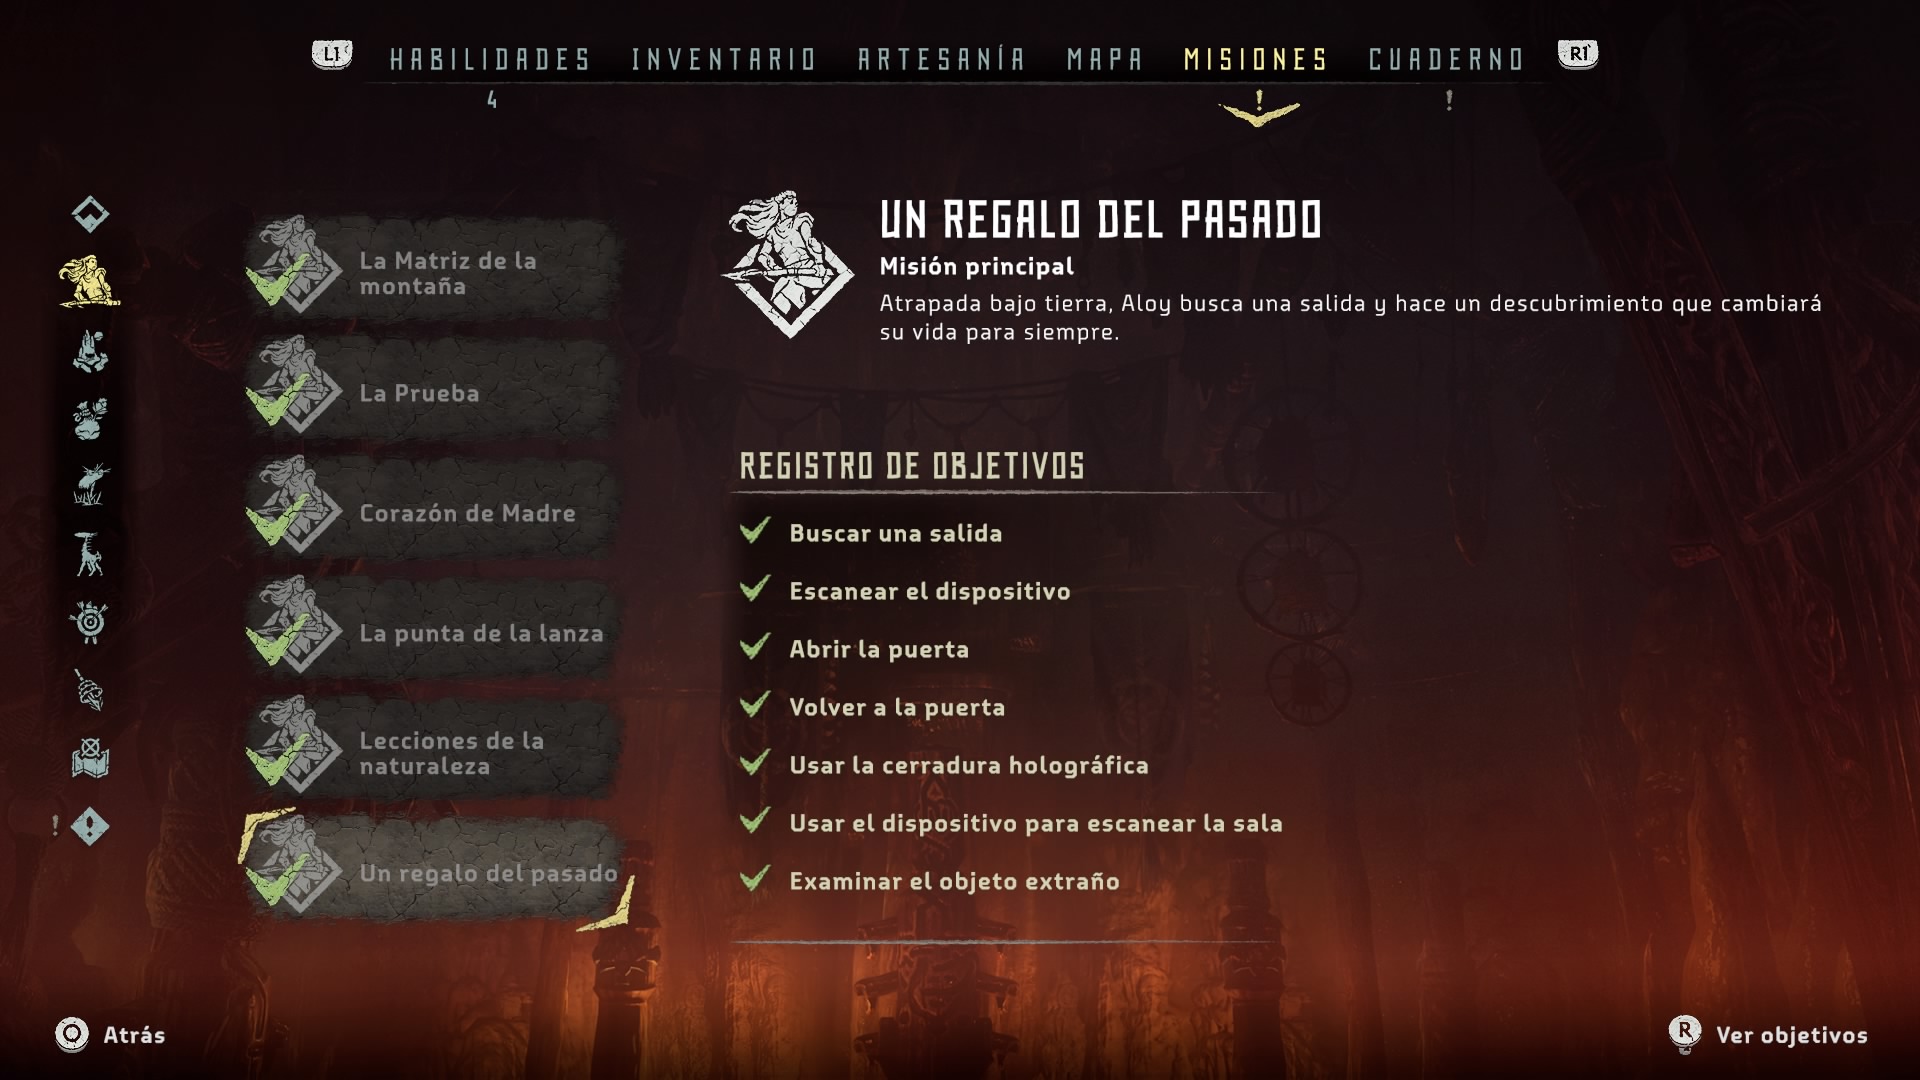 L1 HABILIDADES INVENTARIO ARTESANÍA MAPA MISIONES CUADERNO R1
4 ! !
La Matriz de la
montaña
La Prueba
Corazón de Madre
La punta de la lanza
Lecciones de la
naturaleza
Un regalo del pasado
!
UN REGALO DEL PASADO
Misión principal
Atrapada bajo tierra, Aloy busca una salida y hace un descubrimiento que cambiará
su vida para siempre.
REGISTRO DE OBJETIVOS
Buscar una salida
Escanear el dispositivo
Abrir la puerta
Volver a la puerta
Usar la cerradura holográfica
Usar el dispositivo para escanear la sala
Examinar el objeto extraño
Atrás
R Ver objetivos